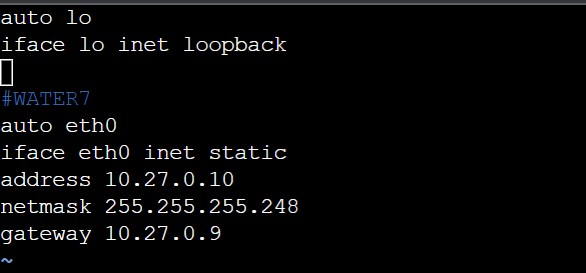 auto lo
iface lo inet loopback
#WATER7
auto eth0
iface eth0 inet static
address 10.27.0.10
netmask 255.255.255.248
gateway 10.27.0.9
~